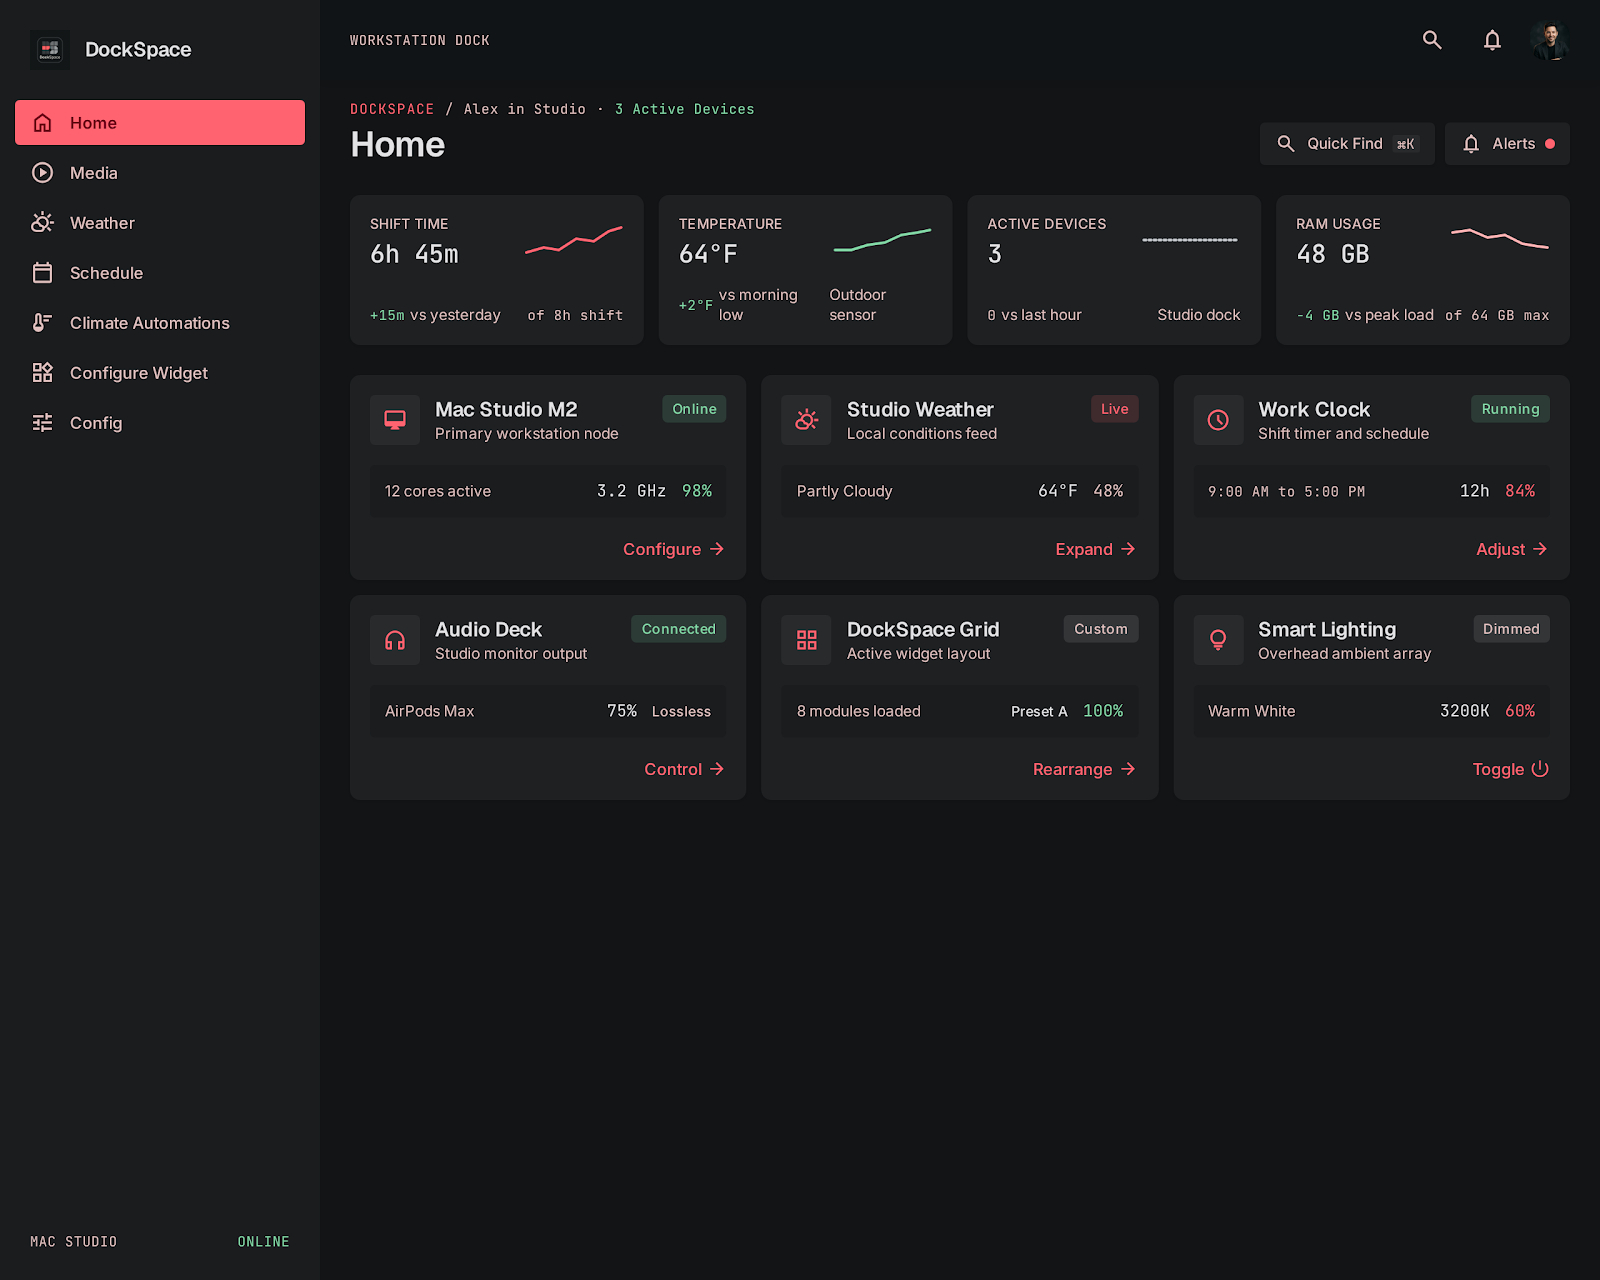 DockSpace
Home
Media
Weather
Schedule
Climate Automations
Configure Widget
Config
MAC STUDIO
ONLINE
WORKSTATION DOCK
DOCKSPACE / Alex in Studio · 3 Active Devices
Home
Quick Find ⌘K
Alerts
SHIFT TIME
6h 45m
+15m vs yesterday
of 8h shift
TEMPERATURE
64°F
+2°F vs morning
low
Outdoor
sensor
ACTIVE DEVICES
3
0 vs last hour
Studio dock
RAM USAGE
48 GB
-4 GB vs peak load
of 64 GB max
Mac Studio M2
Online
Primary workstation node
12 cores active
3.2 GHz 98%
Configure
Studio Weather
Live
Local conditions feed
Partly Cloudy
64°F 48%
Expand
Work Clock
Running
Shift timer and schedule
9:00 AM to 5:00 PM
12h 84%
Adjust
Audio Deck
Connected
Studio monitor output
AirPods Max
75% Lossless
Control
DockSpace Grid
Custom
Active widget layout
8 modules loaded
Preset A 100%
Rearrange
Smart Lighting
Dimmed
Overhead ambient array
Warm White
3200K 60%
Toggle